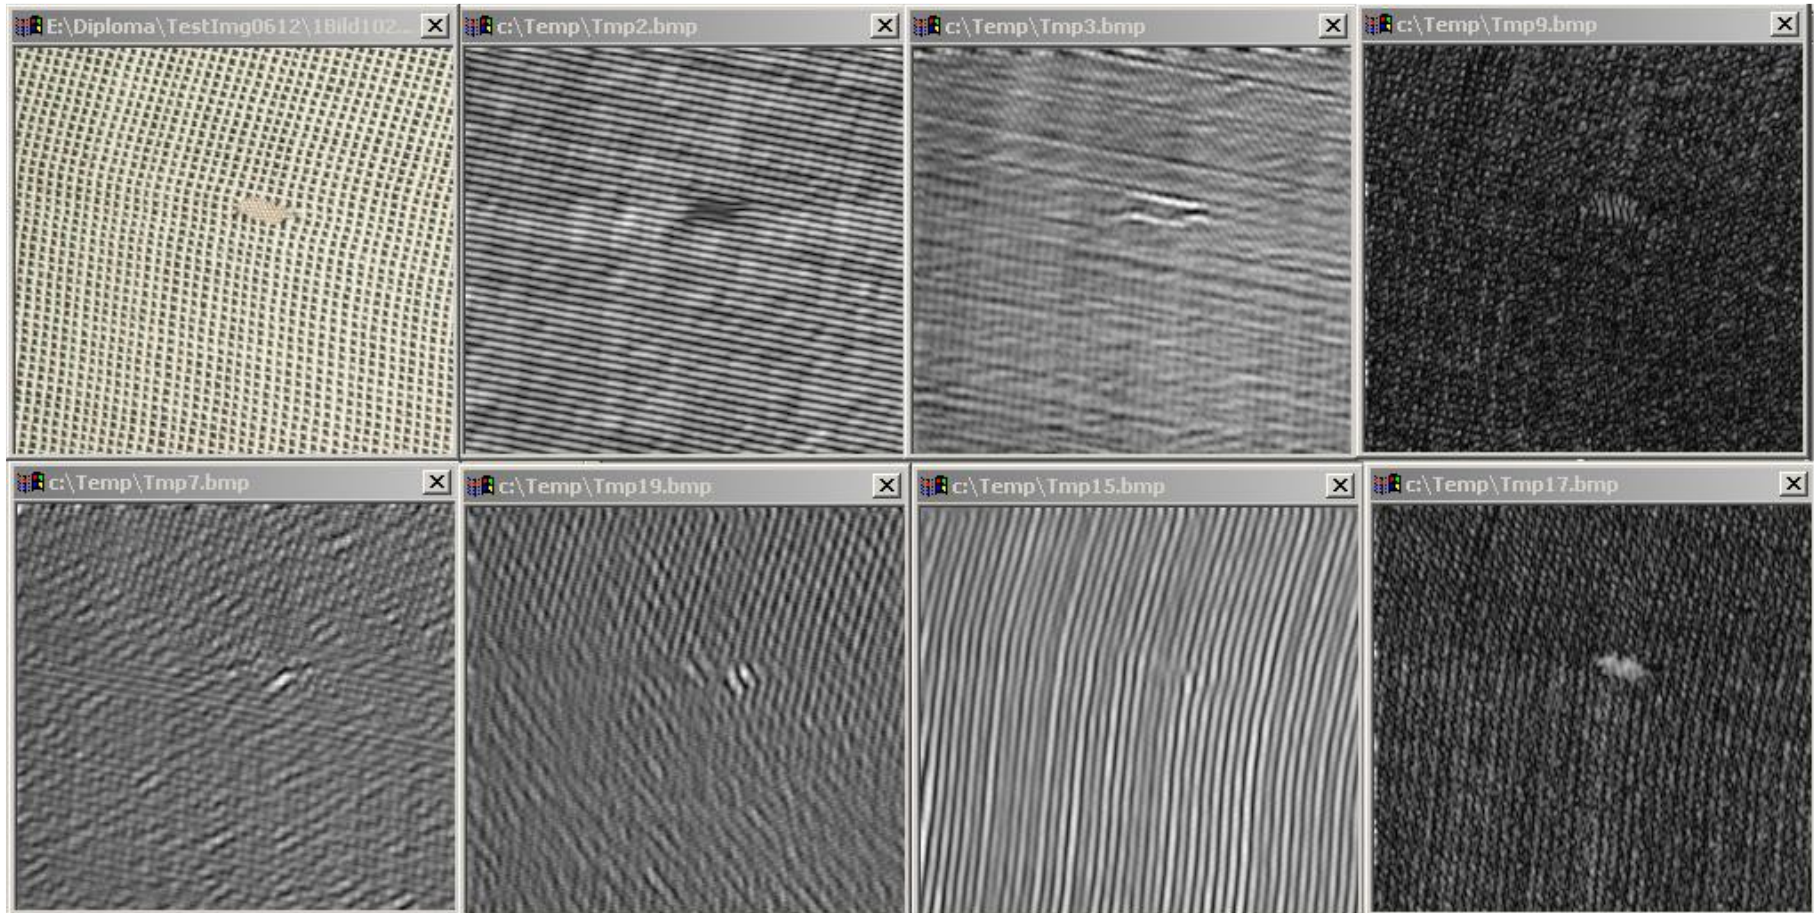 E:\Diploma\TestImg0612\1Bild102...
c:\Temp\Tmp2.bmp
c:\Temp\Tmp3.bmp
c:\Temp\Tmp9.bmp
c:\Temp\Tmp7.bmp
c:\Temp\Tmp19.bmp
c:\Temp\Tmp15.bmp
c:\Temp\Tmp17.bmp